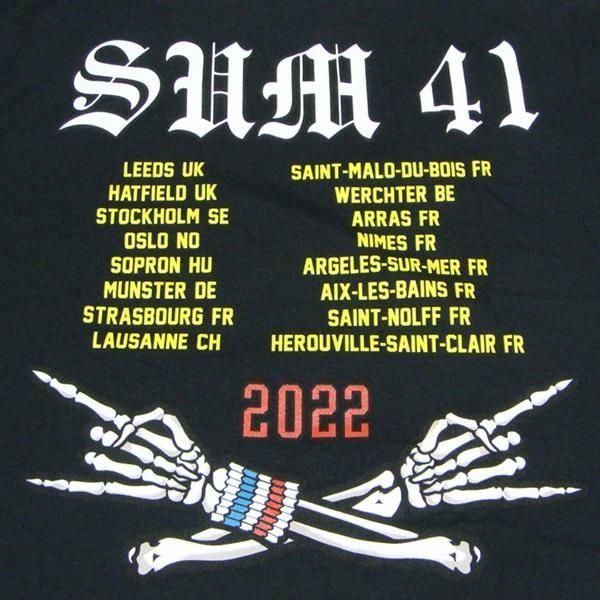 SUM 41
LEEDS UK
HATFIELD UK
STOCKHOLM SE
OSLO NO
SOPRON HU
MUNSTER DE
STRASBOURG FR
LAUSANNE CH
SAINT-MALO-DU-BOIS FR
WERCHTER BE
ARRAS FR
NIMES FR
ARGELES-SUR-MER FR
AIX-LES-BAINS FR
SAINT-NOLFF FR
HEROUVILLE-SAINT-CLAIR FR
2022